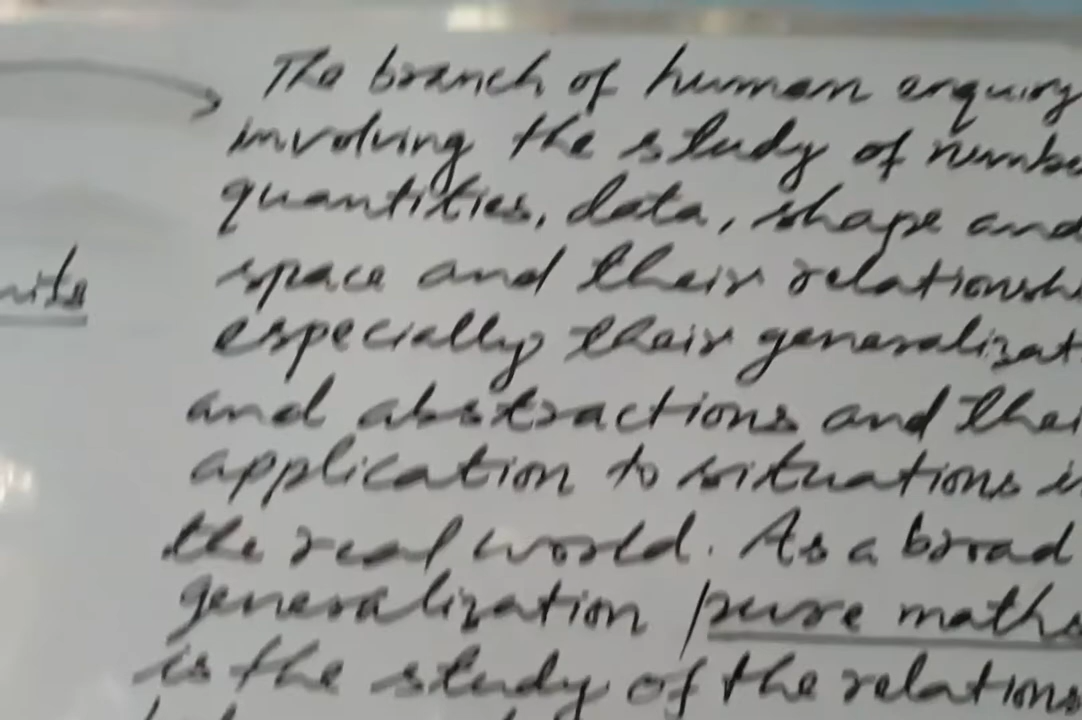 The branch of human enquiry
involving the study of numbe
quantities, data, shape and
space and their relationsh
especially their generalizat
and abstractions and thei
application to situations i
the real world. As a broad
generalization pure maths
is the study of the relations